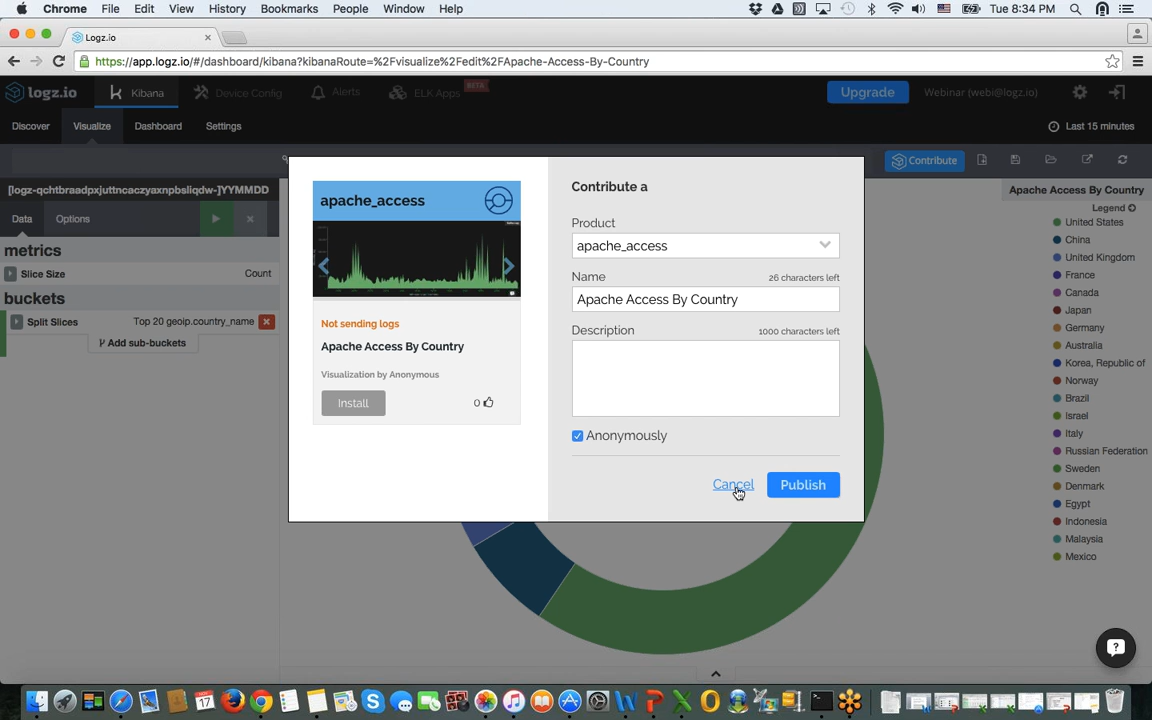 Chrome File Edit View History Bookmarks People Window Help Tue 8:34 PM
Logz.io
https://app.logz.io/#/dashboard/kibana?kibanaRoute=%2Fvisualize%2Fedit%2FApache-Access-By-Country
logz.io Kibana Device Config Alerts ELK Apps BETA Upgrade Webinar (webi@logz.io)
Discover Visualize Dashboard Settings Last 15 minutes
Contribute
[logz-qchtbraadpxjuttncaczyaxnpbsliqdw-]YYMMDD
Data Options
metrics
Slice Size Count
buckets
Split Slices Top 20 geoip.country_name
Add sub-buckets
apache_access
Not sending logs
Apache Access By Country
Visualization by Anonymous
Install 0
Contribute a
Product
apache_access
Name 26 characters left
Apache Access By Country
Description 1000 characters left
Anonymously
Cancel Publish
Apache Access By Country
Legend
United States
China
United Kingdom
France
Canada
Japan
Germany
Australia
Korea, Republic of
Norway
Brazil
Israel
Italy
Russian Federation
Sweden
Denmark
Egypt
Indonesia
Malaysia
Mexico
17